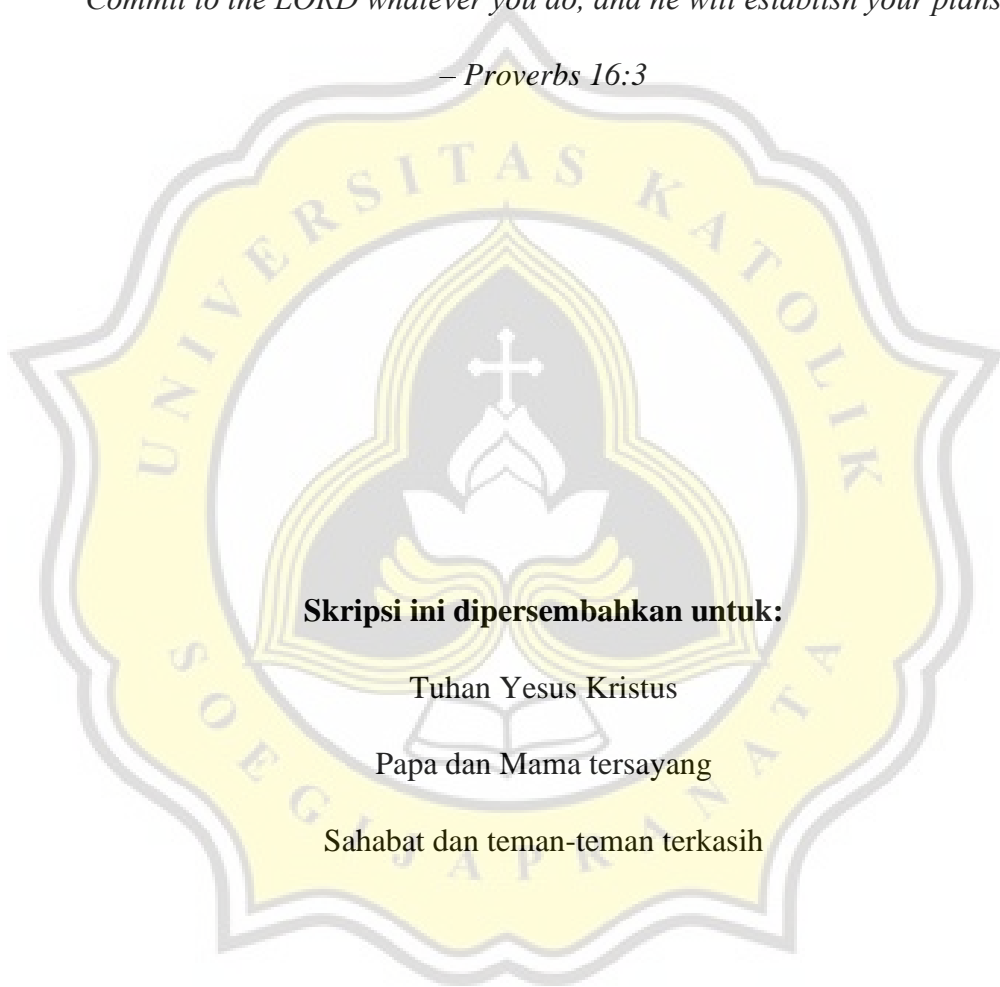 Commit to the LORD whatever you do, and he will establish your plans
– Proverbs 16:3
UNIVERSITAS KATOLIK
Skripsi ini dipersembahkan untuk:
Tuhan Yesus Kristus
Papa dan Mama tersayang
Sahabat dan teman-teman terkasih
SOEGIJAPRANATA